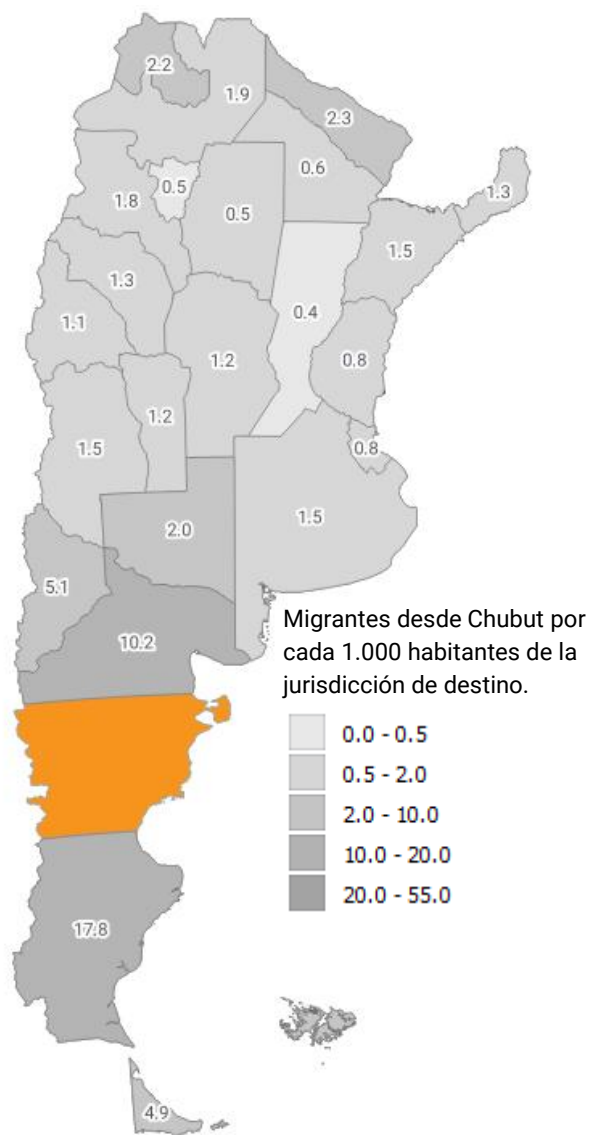 2.2
1.9
2.3
0.6
1.3
1.8
0.5
0.5
1.5
1.3
0.4
1.1
1.2
0.8
1.2
1.5
0.8
2.0
1.5
5.1
10.2
Migrantes desde Chubut por
cada 1.000 habitantes de la
jurisdicción de destino.
0.0 - 0.5
0.5 - 2.0
2.0 - 10.0
10.0 - 20.0
20.0 - 55.0
17.8
4.9